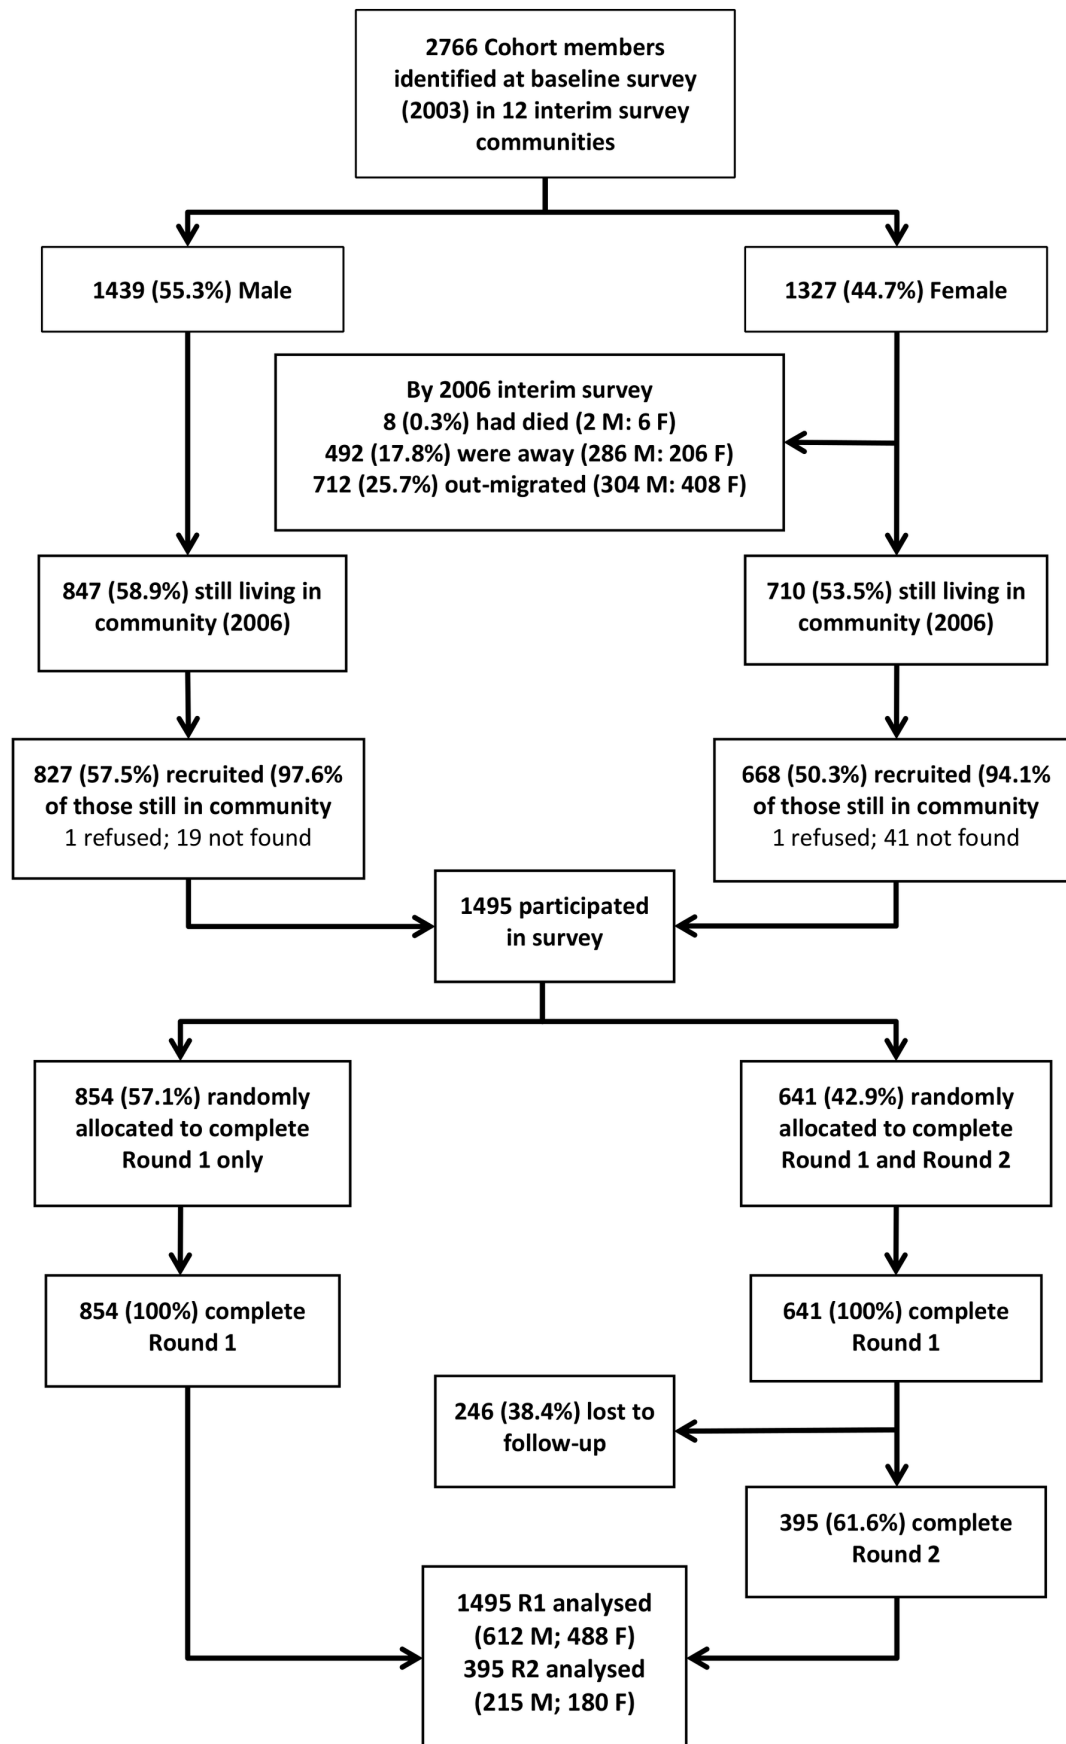 2766 Cohort members
identified at baseline survey
(2003) in 12 interim survey
communities
1439 (55.3%) Male
1327 (44.7%) Female
By 2006 interim survey
8 (0.3%) had died (2 M: 6 F)
492 (17.8%) were away (286 M: 206 F)
712 (25.7%) out-migrated (304 M: 408 F)
847 (58.9%) still living in
community (2006)
710 (53.5%) still living in
community (2006)
827 (57.5%) recruited (97.6%
of those still in community
1 refused; 19 not found
668 (50.3%) recruited (94.1%
of those still in community
1 refused; 41 not found
1495 participated
in survey
854 (57.1%) randomly
allocated to complete
Round 1 only
641 (42.9%) randomly
allocated to complete
Round 1 and Round 2
854 (100%) complete
Round 1
641 (100%) complete
Round 1
246 (38.4%) lost to
follow-up
395 (61.6%) complete
Round 2
1495 R1 analysed
(612 M; 488 F)
395 R2 analysed
(215 M; 180 F)